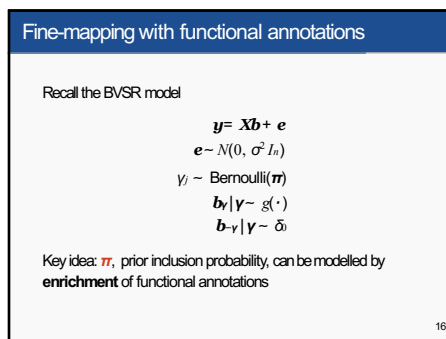 Fine-mapping with functional annotations
Recall the BVSR model
y = Xb + e
e ~ N(0, σ² Iₙ)
γⱼ ~ Bernoulli(π)
bγ | γ ~ g(·)
b₋γ | γ ~ δ₀
Key idea: π, prior inclusion probability, can be modelled by
enrichment of functional annotations
16